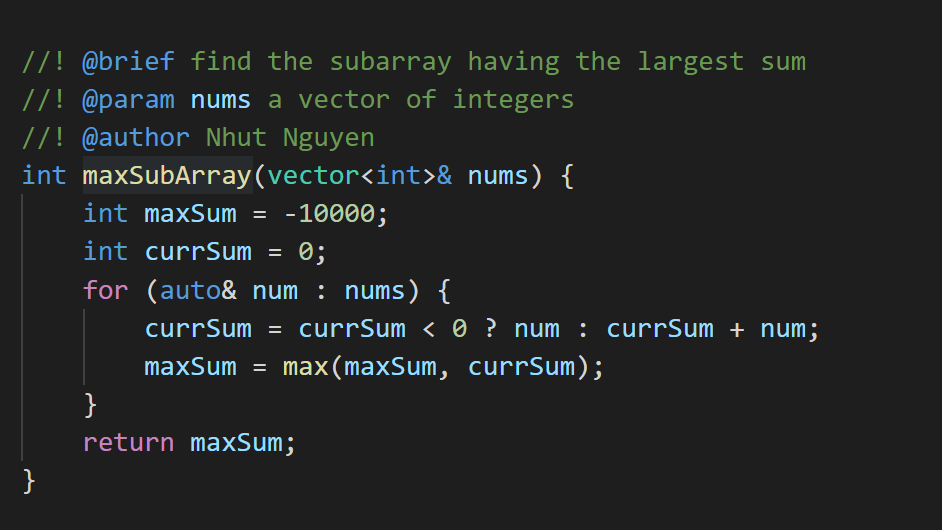 //! @brief find the subarray having the largest sum
//! @param nums a vector of integers
//! @author Nhut Nguyen
int maxSubArray(vector<int>& nums) {
    int maxSum = -10000;
    int currSum = 0;
    for (auto& num : nums) {
        currSum = currSum < 0 ? num : currSum + num;
        maxSum = max(maxSum, currSum);
    }
    return maxSum;
}